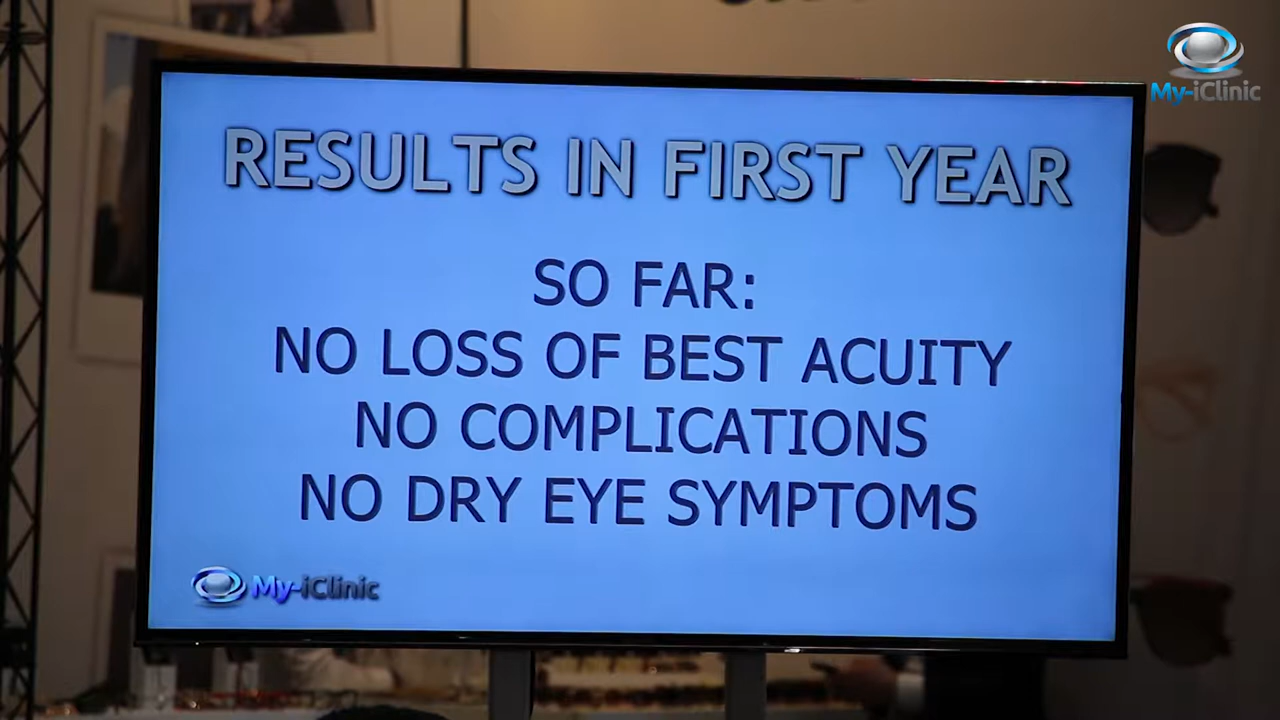 My-iClinic
RESULTS IN FIRST YEAR
SO FAR:
NO LOSS OF BEST ACUITY
NO COMPLICATIONS
NO DRY EYE SYMPTOMS
My-iClinic